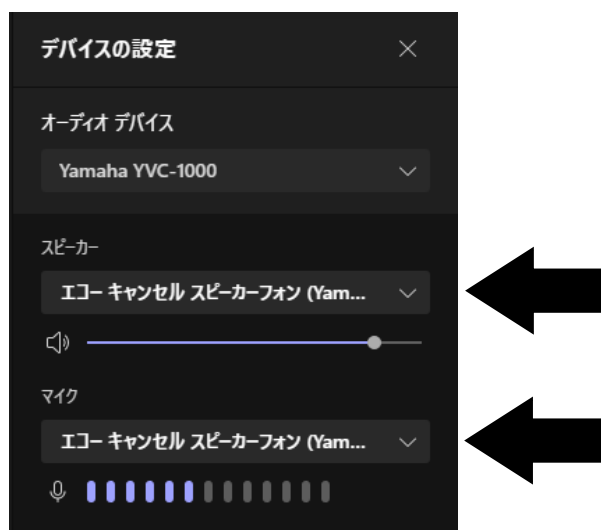 デバイスの設定
オーディオ デバイス
Yamaha YVC-1000
スピーカー
エコー キャンセル スピーカーフォン (Yam...
マイク
エコー キャンセル スピーカーフォン (Yam...